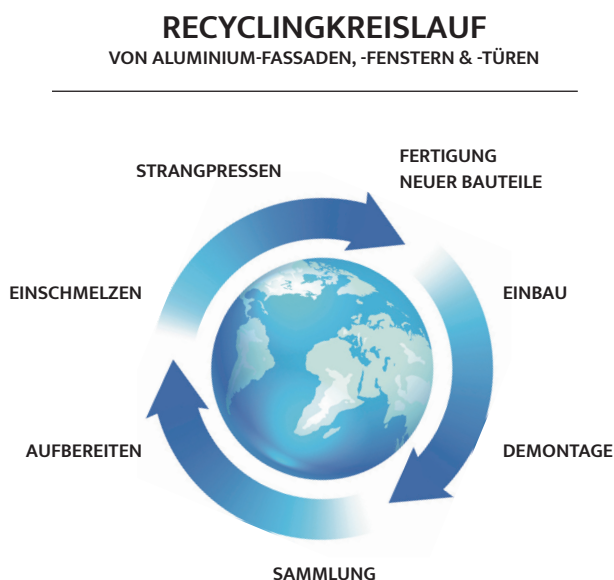 RECYCLINGKREISLAUF
VON ALUMINIUM-FASSADEN, -FENSTERN & -TÜREN
STRANGPRESSEN
FERTIGUNG
NEUER BAUTEILE
EINSCHMELZEN
EINBAU
AUFBEREITEN
DEMONTAGE
SAMMLUNG